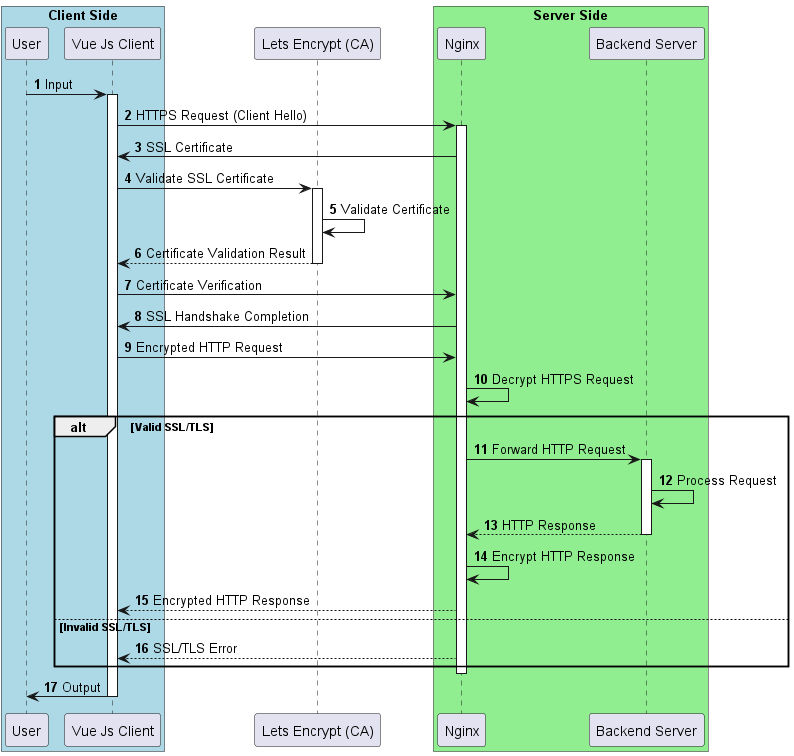 Client Side
Server Side
User
Vue Js Client
Lets Encrypt (CA)
Nginx
Backend Server
1 Input
2 HTTPS Request (Client Hello)
3 SSL Certificate
4 Validate SSL Certificate
5 Validate Certificate
6 Certificate Validation Result
7 Certificate Verification
8 SSL Handshake Completion
9 Encrypted HTTP Request
10 Decrypt HTTPS Request
alt
[Valid SSL/TLS]
11 Forward HTTP Request
12 Process Request
13 HTTP Response
14 Encrypt HTTP Response
15 Encrypted HTTP Response
[Invalid SSL/TLS]
16 SSL/TLS Error
17 Output
User
Vue Js Client
Lets Encrypt (CA)
Nginx
Backend Server